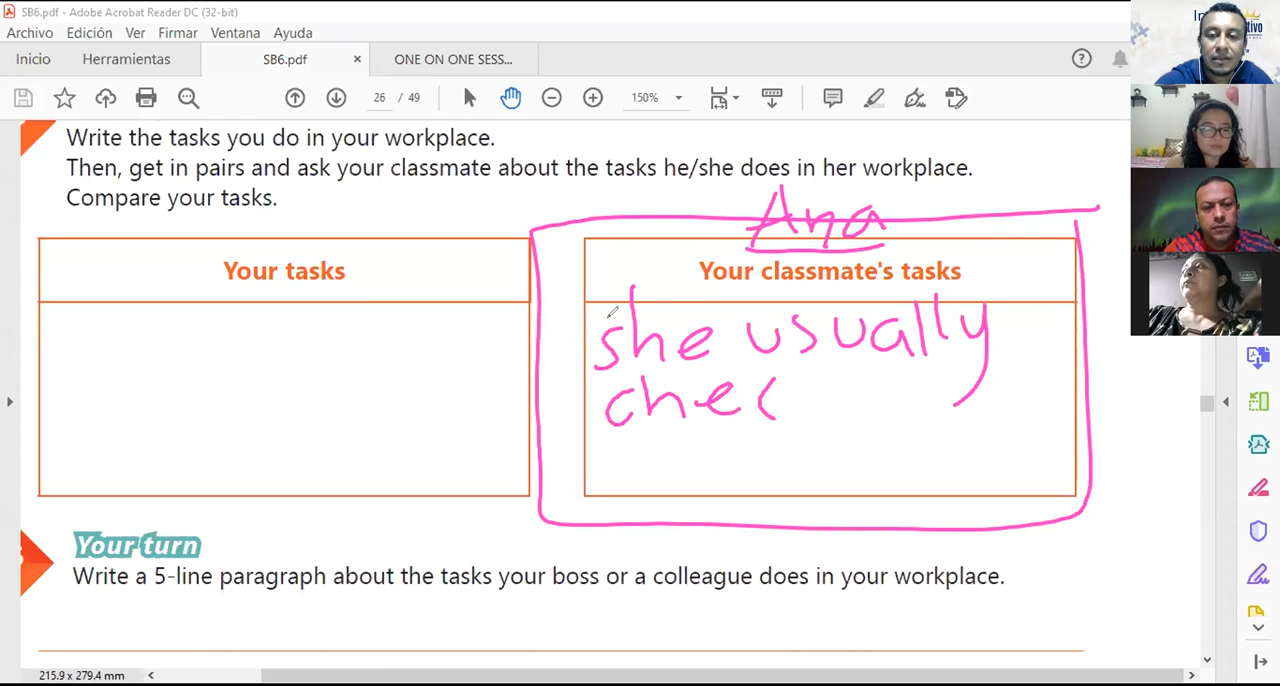 SB6.pdf - Adobe Acrobat Reader DC (32-bit)
Archivo Edición Ver Firmar Ventana Ayuda
Inicio Herramientas SB6.pdf × ONE ON ONE SESS...
26 / 49 150%
Write the tasks you do in your workplace.
Then, get in pairs and ask your classmate about the tasks he/she does in her workplace.
Compare your tasks.
Ana
Your tasks Your classmate's tasks
she usually
chec
Your turn
Write a 5-line paragraph about the tasks your boss or a colleague does in your workplace.
215.9 x 279.4 mm